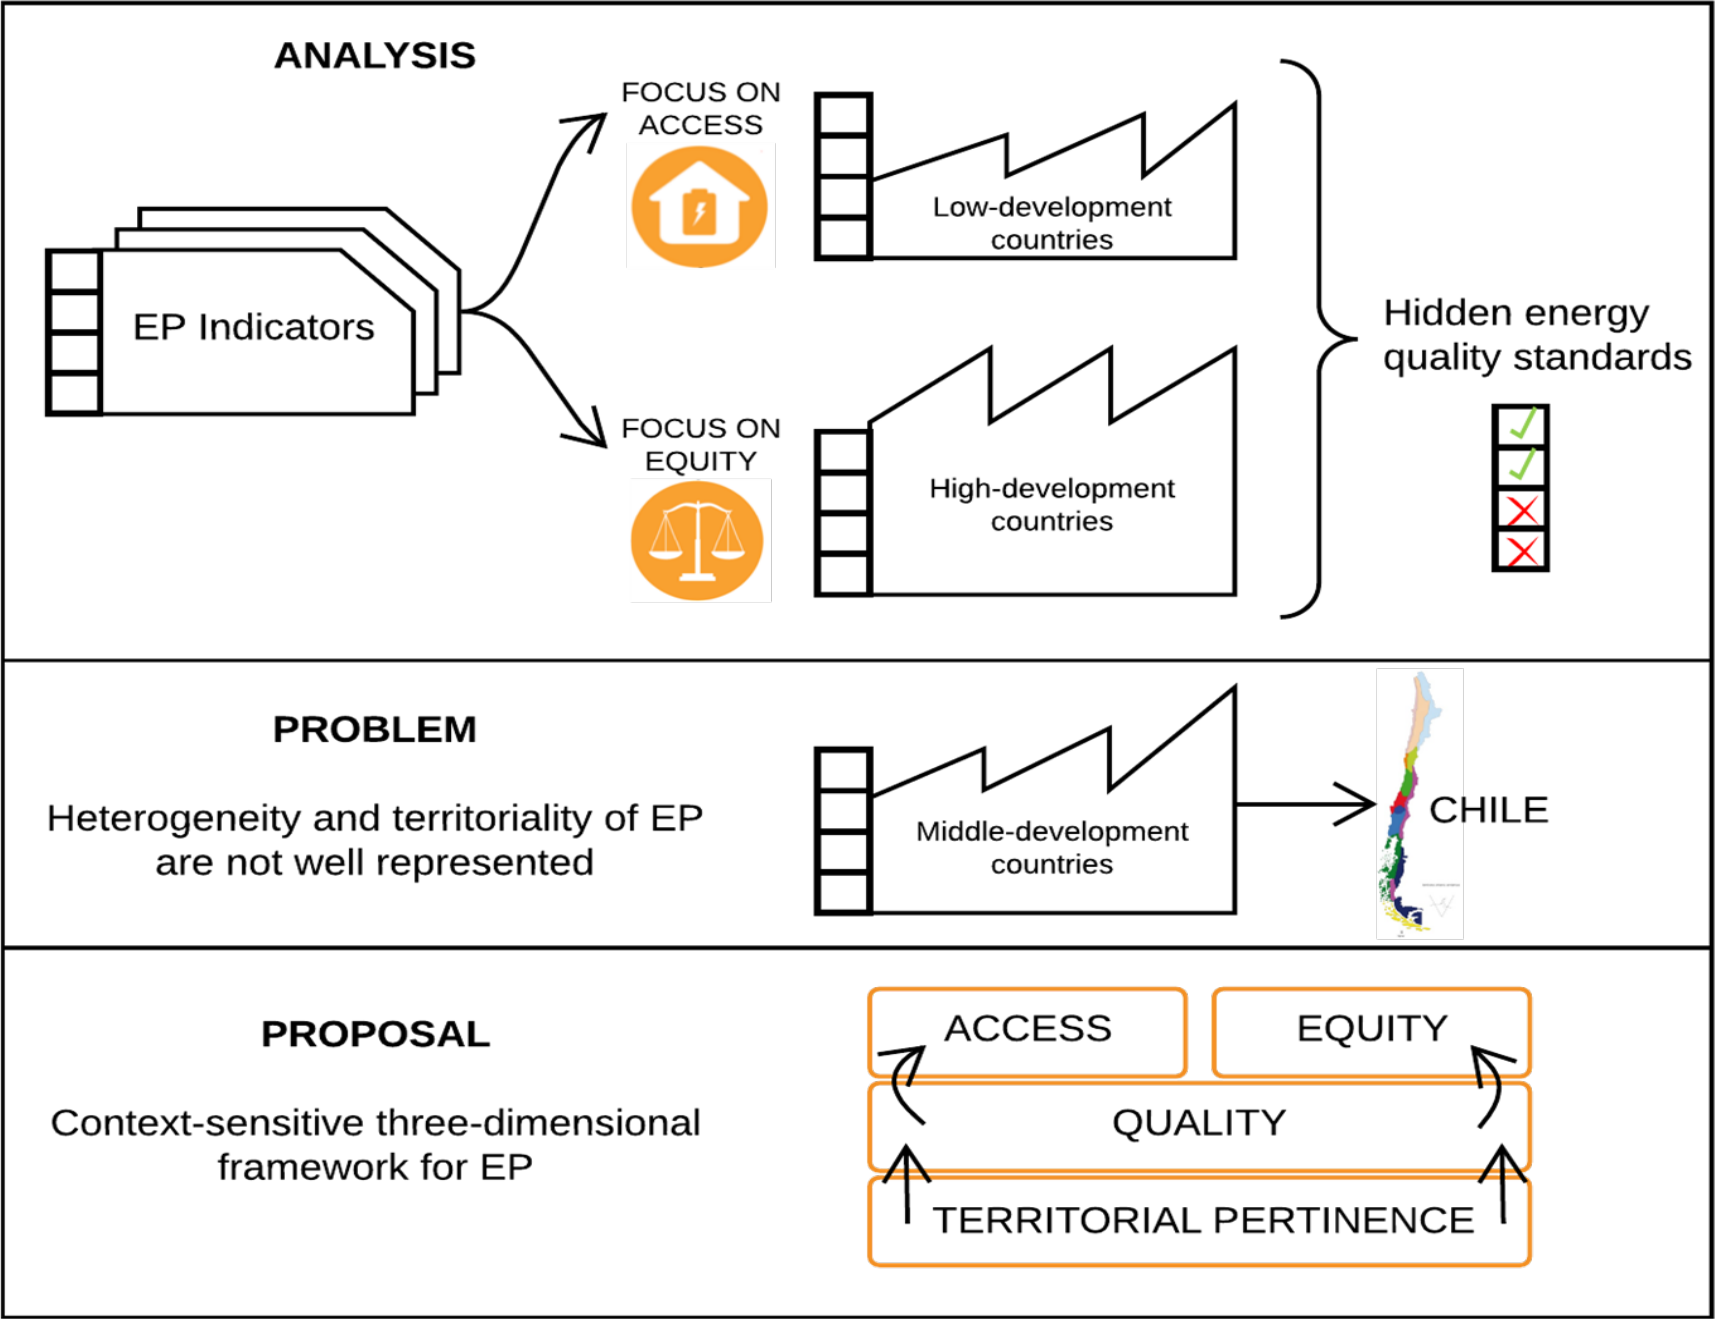 ANALYSIS
FOCUS ON
ACCESS
Low-development
countries
EP Indicators
Hidden energy
quality standards
FOCUS ON
EQUITY
High-development
countries
PROBLEM
Heterogeneity and territoriality of EP
are not well represented
Middle-development
countries
CHILE
PROPOSAL
Context-sensitive three-dimensional
framework for EP
ACCESS
EQUITY
QUALITY
TERRITORIAL PERTINENCE